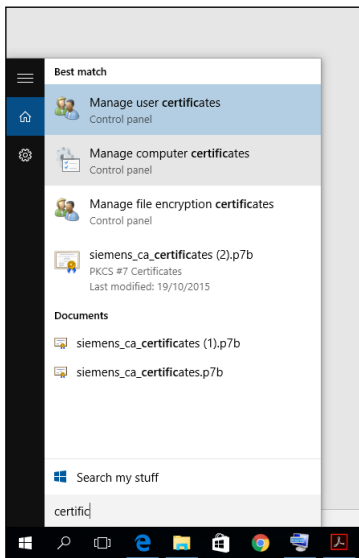 Best match
Manage user certificates
Control panel
Manage computer certificates
Control panel
Manage file encryption certificates
Control panel
siemens_ca_certificates (2).p7b
PKCS #7 Certificates
Last modified: 19/10/2015
Documents
siemens_ca_certificates (1).p7b
siemens_ca_certificates.p7b
Search my stuff
certific